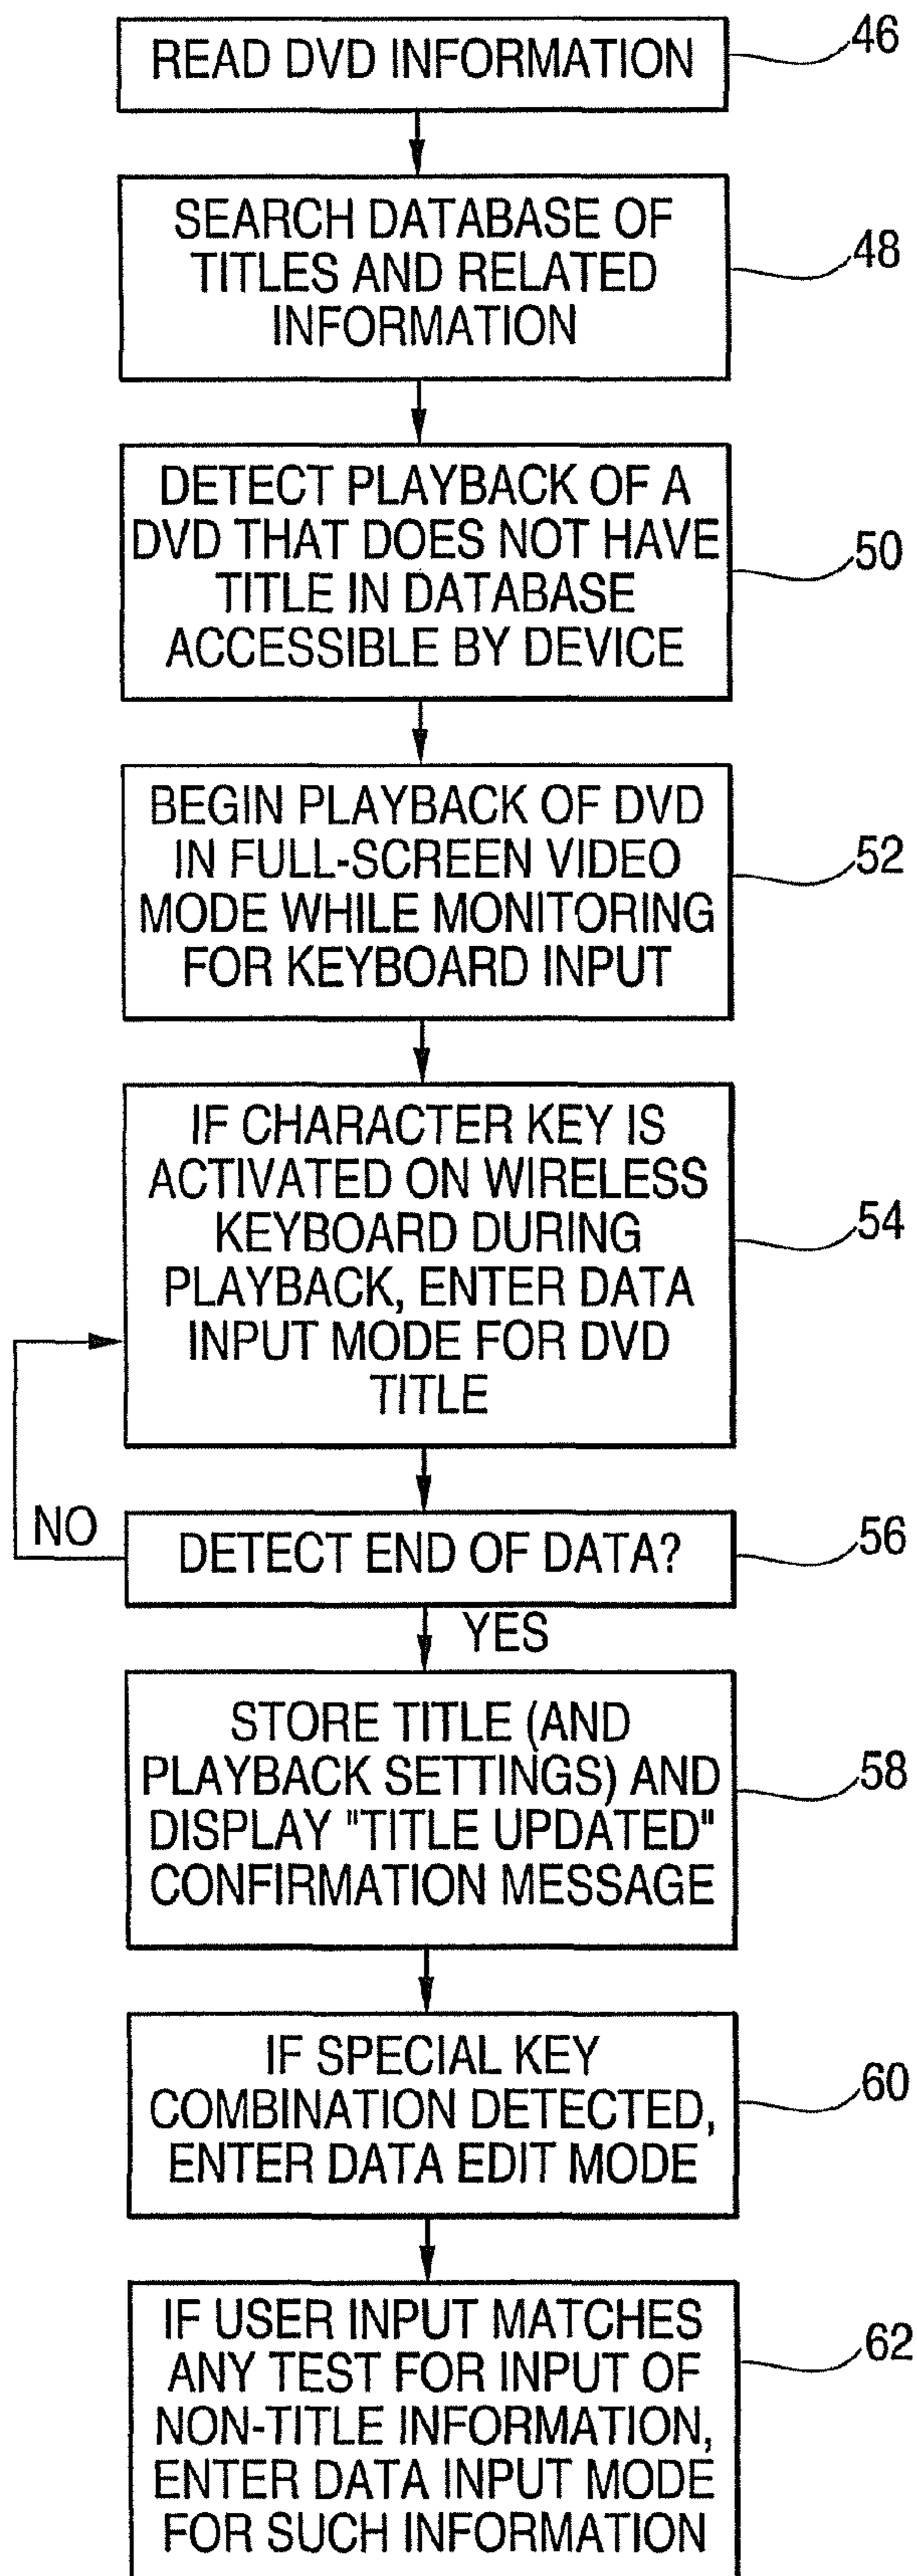 READ DVD INFORMATION
46
SEARCH DATABASE OF
TITLES AND RELATED
INFORMATION
48
DETECT PLAYBACK OF A
DVD THAT DOES NOT HAVE
TITLE IN DATABASE
ACCESSIBLE BY DEVICE
50
BEGIN PLAYBACK OF DVD
IN FULL-SCREEN VIDEO
MODE WHILE MONITORING
FOR KEYBOARD INPUT
52
IF CHARACTER KEY IS
ACTIVATED ON WIRELESS
KEYBOARD DURING
PLAYBACK, ENTER DATA
INPUT MODE FOR DVD
TITLE
54
NO
DETECT END OF DATA?
56
YES
STORE TITLE (AND
PLAYBACK SETTINGS) AND
DISPLAY "TITLE UPDATED"
CONFIRMATION MESSAGE
58
IF SPECIAL KEY
COMBINATION DETECTED,
ENTER DATA EDIT MODE
60
IF USER INPUT MATCHES
ANY TEST FOR INPUT OF
NON-TITLE INFORMATION,
ENTER DATA INPUT MODE
FOR SUCH INFORMATION
62